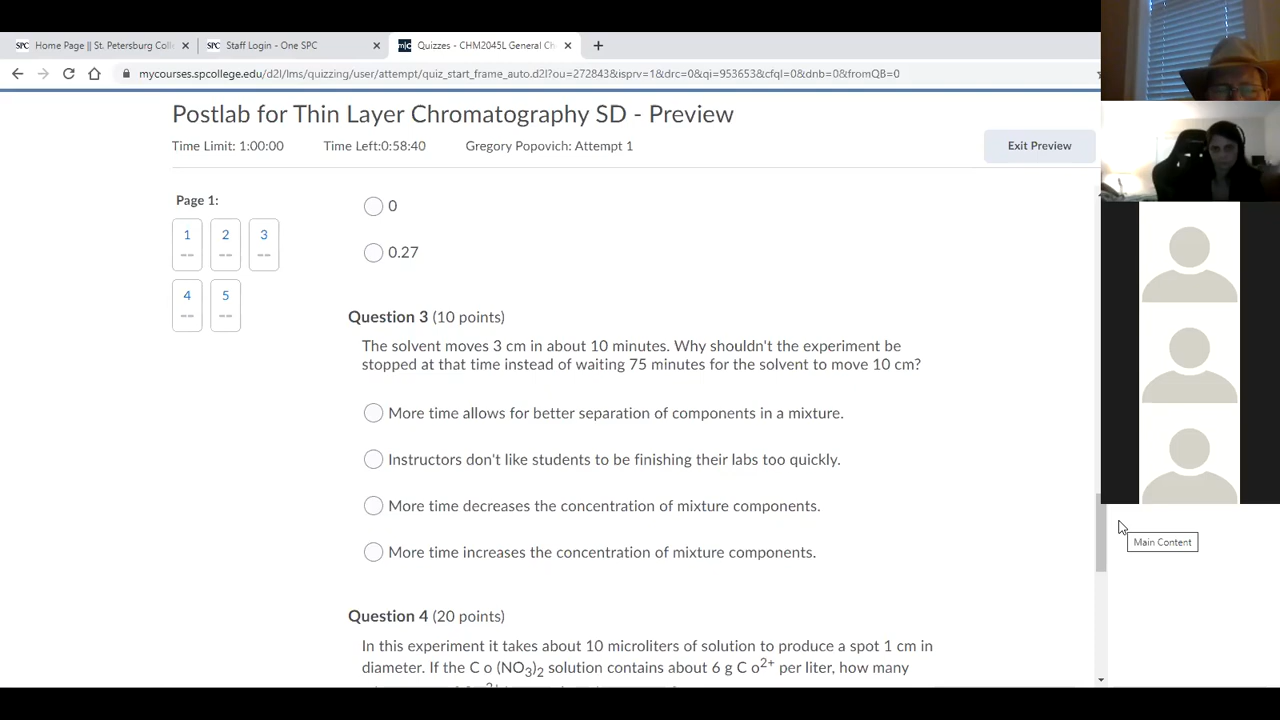 SPC Home Page || St. Petersburg Coll
SPC Staff Login - One SPC
Quizzes - CHM2045L General Ch
mycourses.spcollege.edu/d2l/lms/quizzing/user/attempt/quiz_start_frame_auto.d2l?ou=272843&isprv=1&drc=0&qi=953653&cfql=0&dnb=0&fromQB=0
Postlab for Thin Layer Chromatography SD - Preview
Time Limit: 1:00:00 Time Left:0:58:40 Gregory Popovich: Attempt 1
Exit Preview
Page 1:
1 2 3
-- -- --
4 5
-- --
0
0.27
Question 3 (10 points)
The solvent moves 3 cm in about 10 minutes. Why shouldn't the experiment be
stopped at that time instead of waiting 75 minutes for the solvent to move 10 cm?
More time allows for better separation of components in a mixture.
Instructors don't like students to be finishing their labs too quickly.
More time decreases the concentration of mixture components.
More time increases the concentration of mixture components.
Main Content
Question 4 (20 points)
In this experiment it takes about 10 microliters of solution to produce a spot 1 cm in
diameter. If the C o (NO3)2 solution contains about 6 g C o2+ per liter, how many